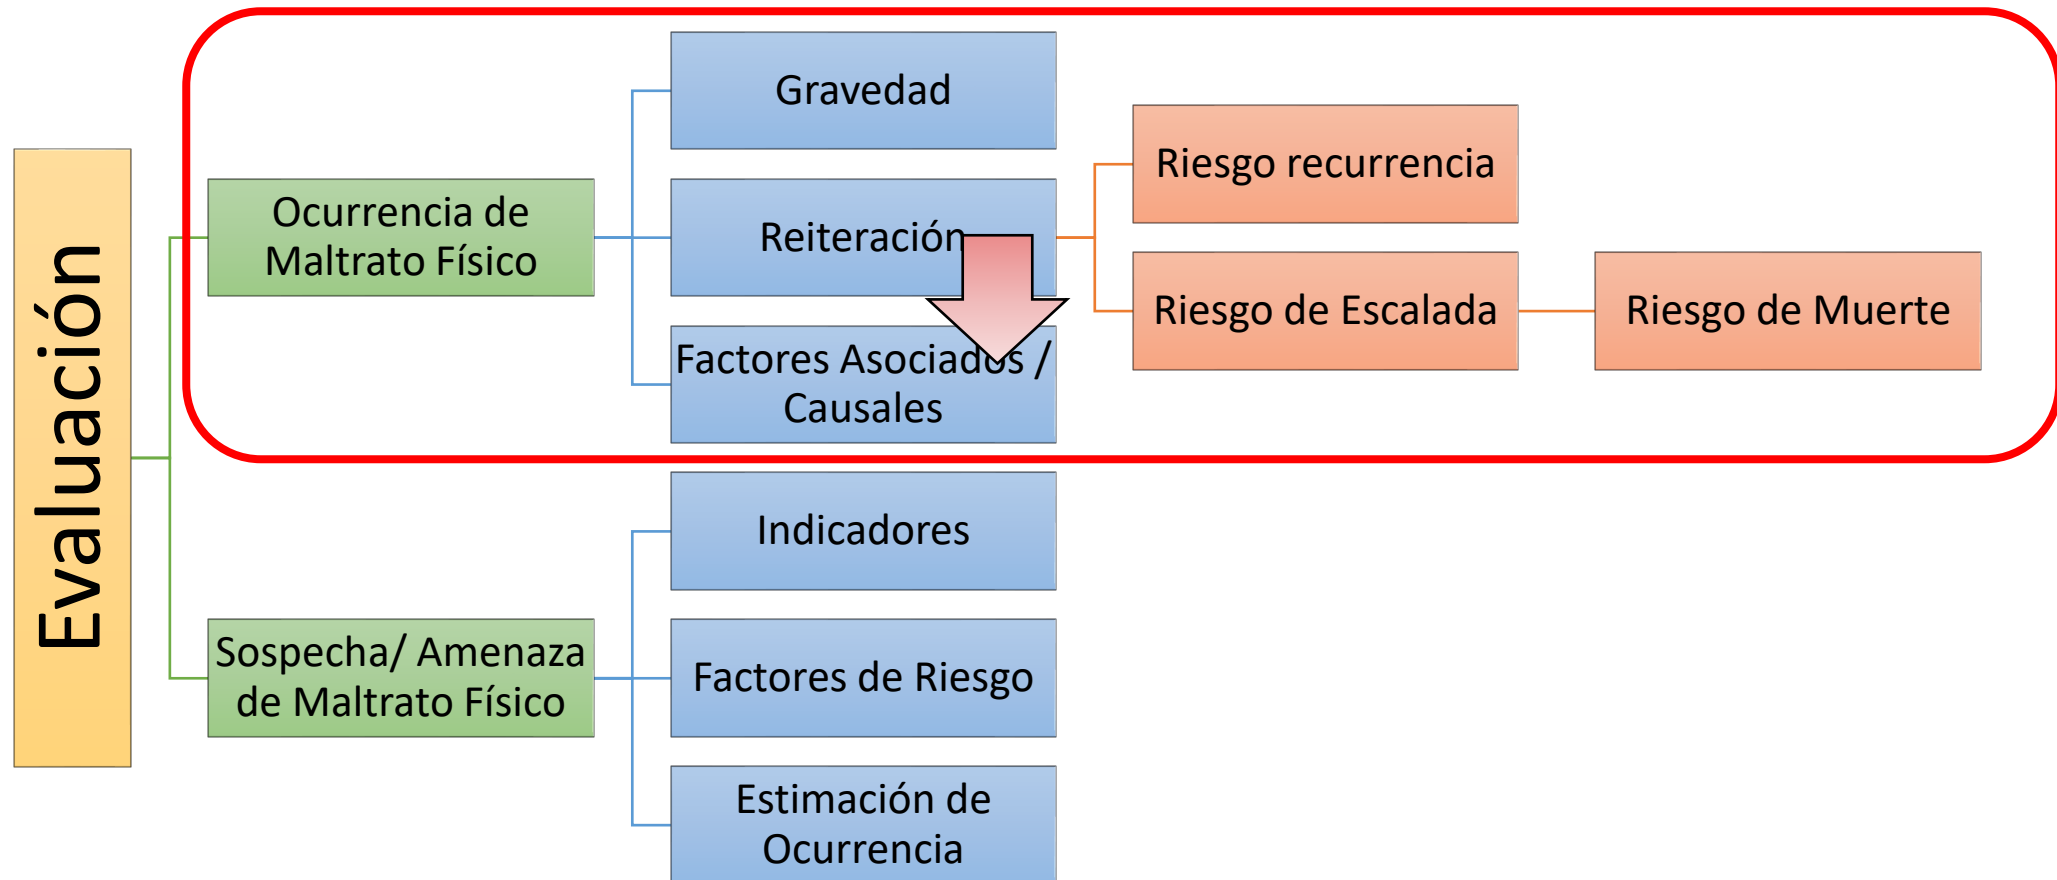 Evaluación
Ocurrencia de
Maltrato Físico
Gravedad
Reiteración
Factores Asociados /
Causales
Riesgo recurrencia
Riesgo de Escalada
Riesgo de Muerte
Sospecha/ Amenaza
de Maltrato Físico
Indicadores
Factores de Riesgo
Estimación de
Ocurrencia